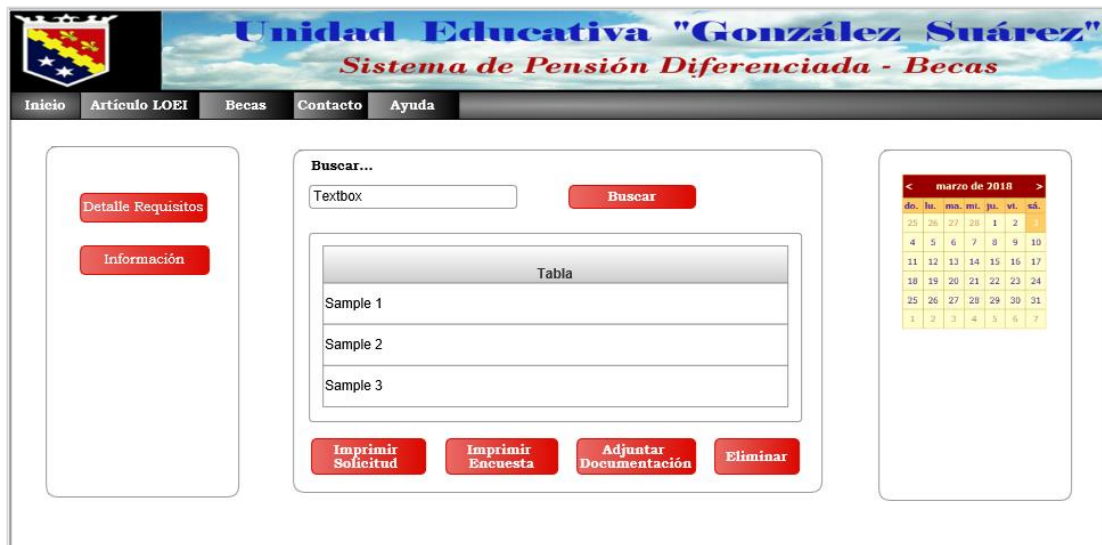 Unidad Educativa "González Suárez"
Sistema de Pensión Diferenciada - Becas
Inicio Artículo LOEI Becas Contacto Ayuda
Detalle Requisitos
Información
Buscar...
Textbox Buscar
Tabla
Sample 1
Sample 2
Sample 3
Imprimir Solicitud
Imprimir Encuesta
Adjuntar Documentación
Eliminar
< marzo de 2018 >
do. lu. ma. mi. ju. vi. sá.
25 26 27 28 1 2 3
4 5 6 7 8 9 10
11 12 13 14 15 16 17
18 19 20 21 22 23 24
25 26 27 28 29 30 31
1 2 3 4 5 6 7